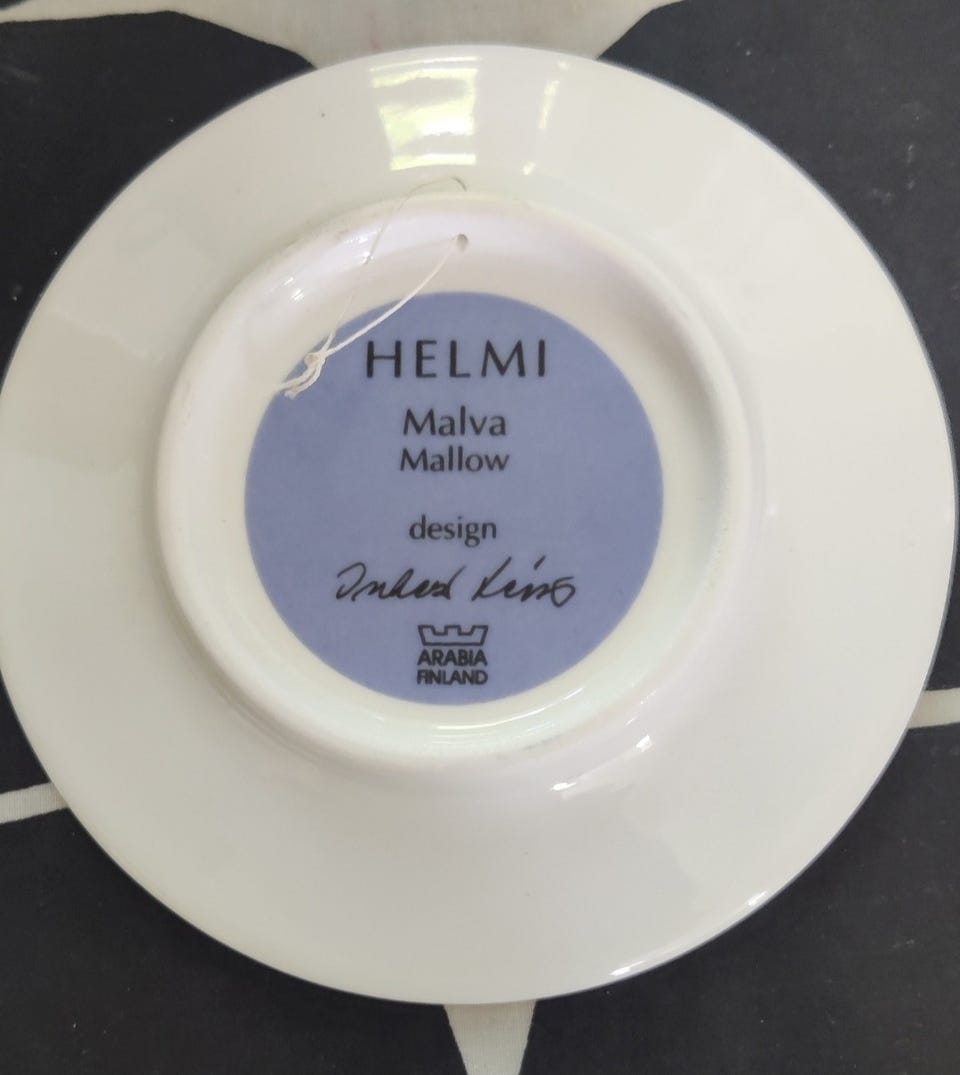 HELMI
Malva
Mallow
design
ARABIA
FINLAND